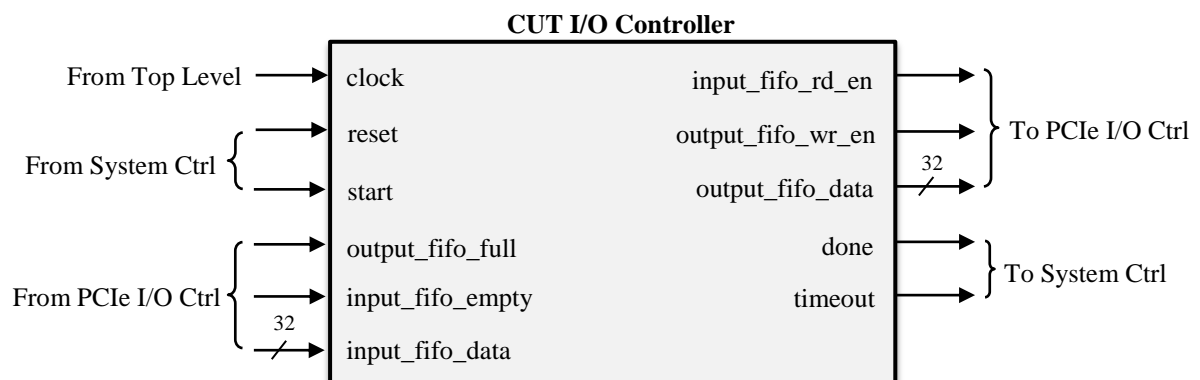 CUT I/O Controller
From Top Level
clock
input_fifo_rd_en
reset
output_fifo_wr_en
To PCIe I/O Ctrl
From System Ctrl
32
start
output_fifo_data
output_fifo_full
done
To System Ctrl
From PCIe I/O Ctrl
input_fifo_empty
timeout
32
input_fifo_data